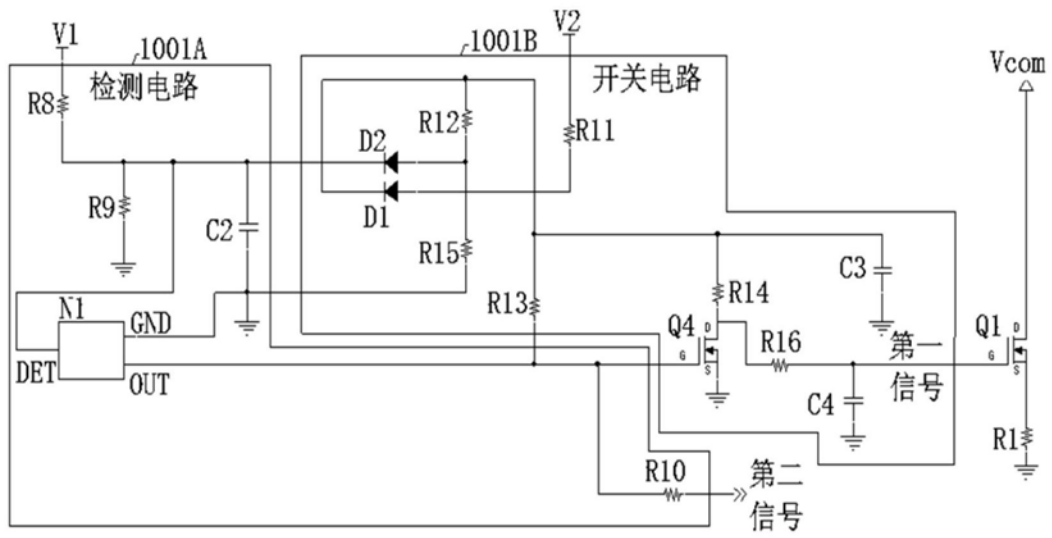 V1
1001A
检测电路
R8
R9
C2
N1
GND
DET
OUT
1001B
V2
开关电路
R12
R11
D2
D1
R15
R13
C3
R14
Q4
D
G
S
R16
C4
第一
信号
Vcom
Q1
D
G
S
R1
R10
第二
信号